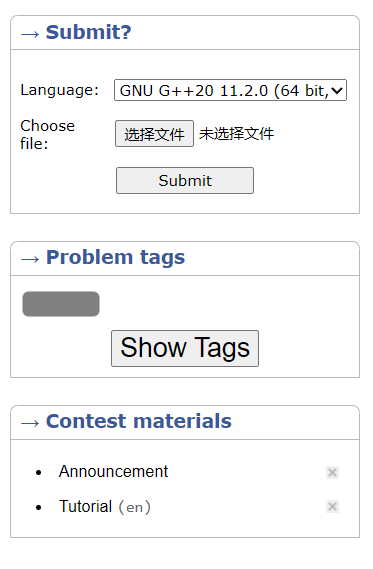 → Submit?
Language: GNU G++20 11.2.0 (64 bit,
Choose
file: 选择文件 未选择文件
Submit
→ Problem tags
Show Tags
→ Contest materials
Announcement
Tutorial (en)